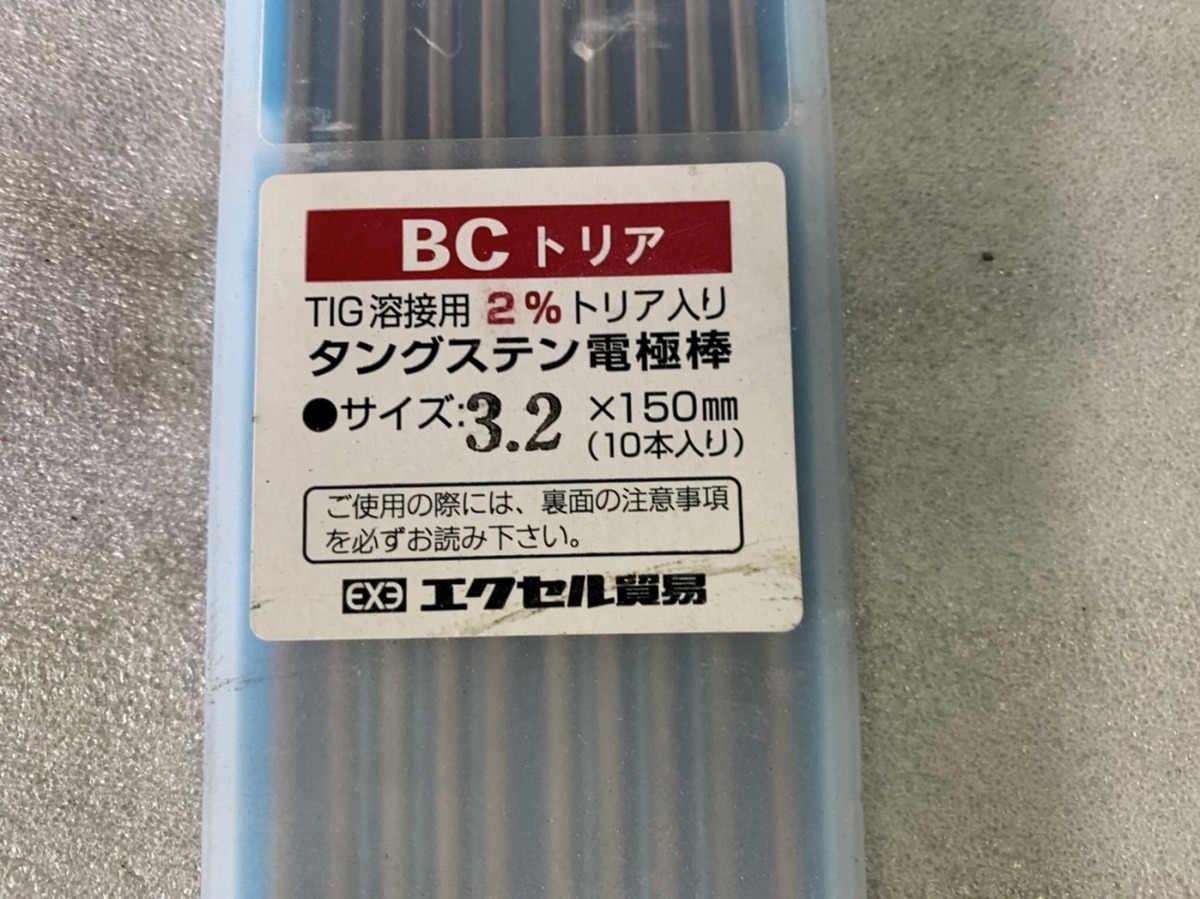 BCトリア
TIG溶接用 2%トリア入り
タングステン電極棒
●サイズ:3.2 ×150㎜
(10本入り)
ご使用の際には、裏面の注意事項
を必ずお読み下さい。
EXE エクセル貿易